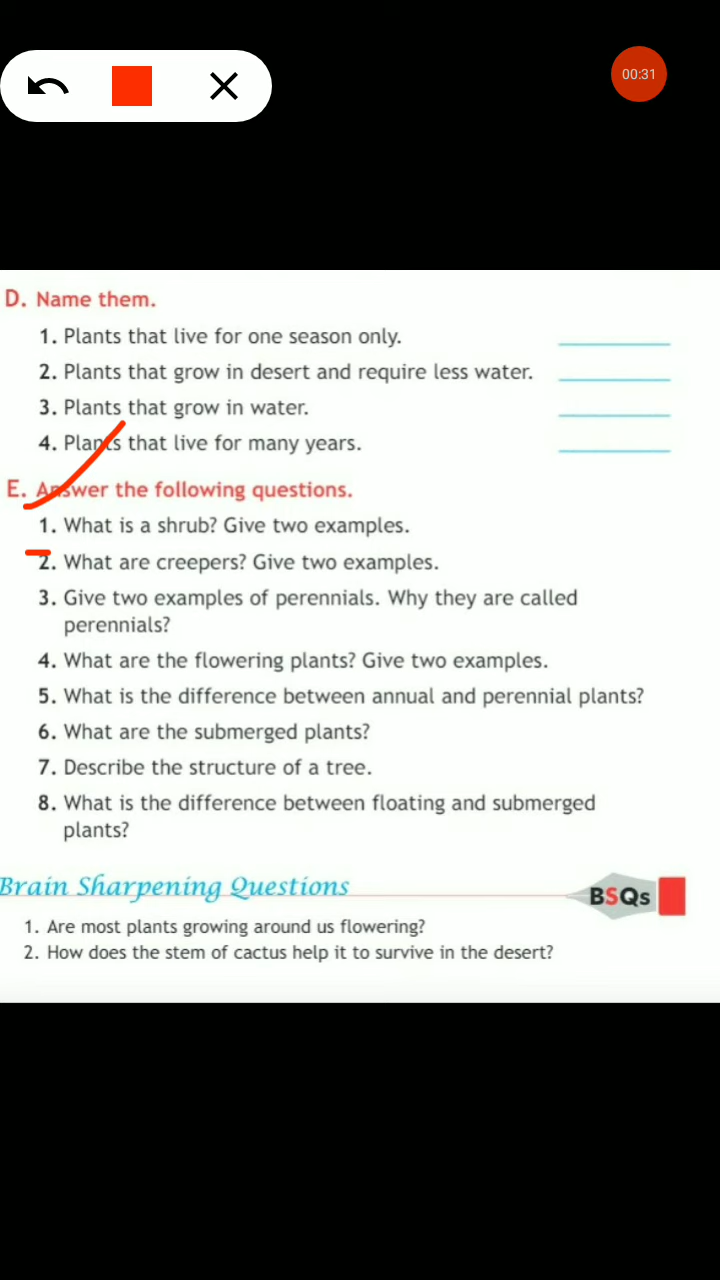 00:31
D. Name them.
1. Plants that live for one season only.
2. Plants that grow in desert and require less water.
3. Plants that grow in water.
4. Plants that live for many years.
E. Answer the following questions.
1. What is a shrub? Give two examples.
2. What are creepers? Give two examples.
3. Give two examples of perennials. Why they are called
perennials?
4. What are the flowering plants? Give two examples.
5. What is the difference between annual and perennial plants?
6. What are the submerged plants?
7. Describe the structure of a tree.
8. What is the difference between floating and submerged
plants?
Brain Sharpening Questions BSQs
1. Are most plants growing around us flowering?
2. How does the stem of cactus help it to survive in the desert?